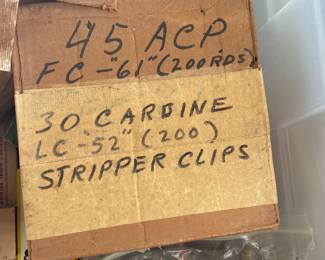 45 ACP
FC-"61"(200 RDS)
30 CARBINE
LC-52" (200)
STRIPPER CLIPS